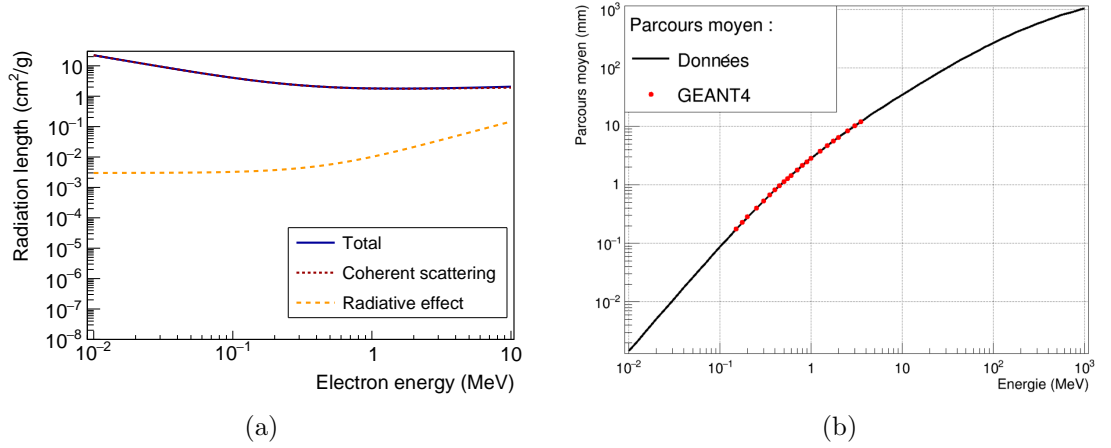 Radiation length (cm²/g)
10
1
10⁻¹
10⁻²
10⁻³
10⁻⁴
10⁻⁵
10⁻⁶
10⁻⁷
10⁻⁸
Total
Coherent scattering
Radiative effect
10⁻² 10⁻¹ 1 10
Electron energy (MeV)
(a)
Parcours moyen (mm)
10³
10²
10
1
10⁻¹
10⁻²
Parcours moyen :
Données
GEANT4
10⁻² 10⁻¹ 1 10 10² 10³
Energie (MeV)
(b)